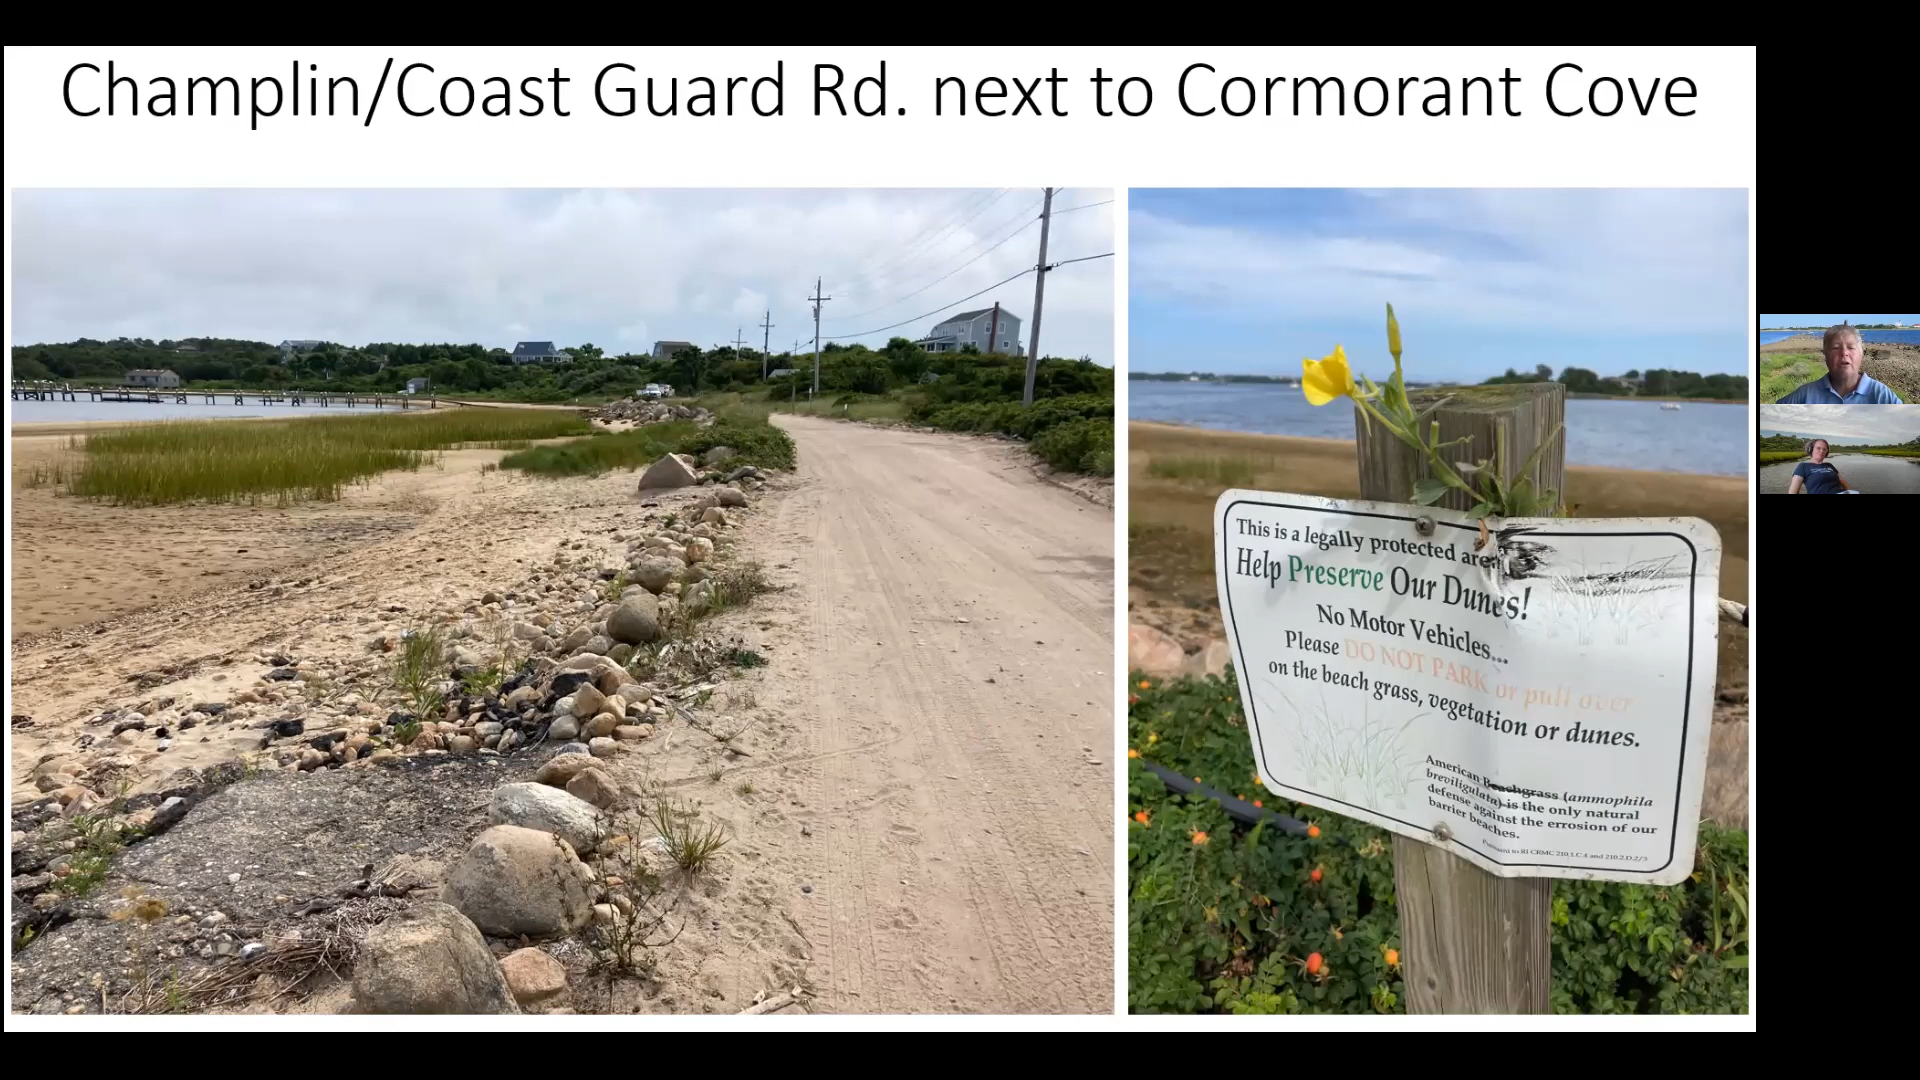 Champlin/Coast Guard Rd. next to Cormorant Cove
This is a legally protected area
Help Preserve Our Dunes!
No Motor Vehicles...
Please DO NOT PARK or pull over
on the beach grass, vegetation or dunes.
American Beachgrass (ammophila
breviligulata) is the only natural
defense against the errosion of our
barrier beaches.
Pursuant to RI CRMC 210.1.C.4 and 210.2.D.2/3